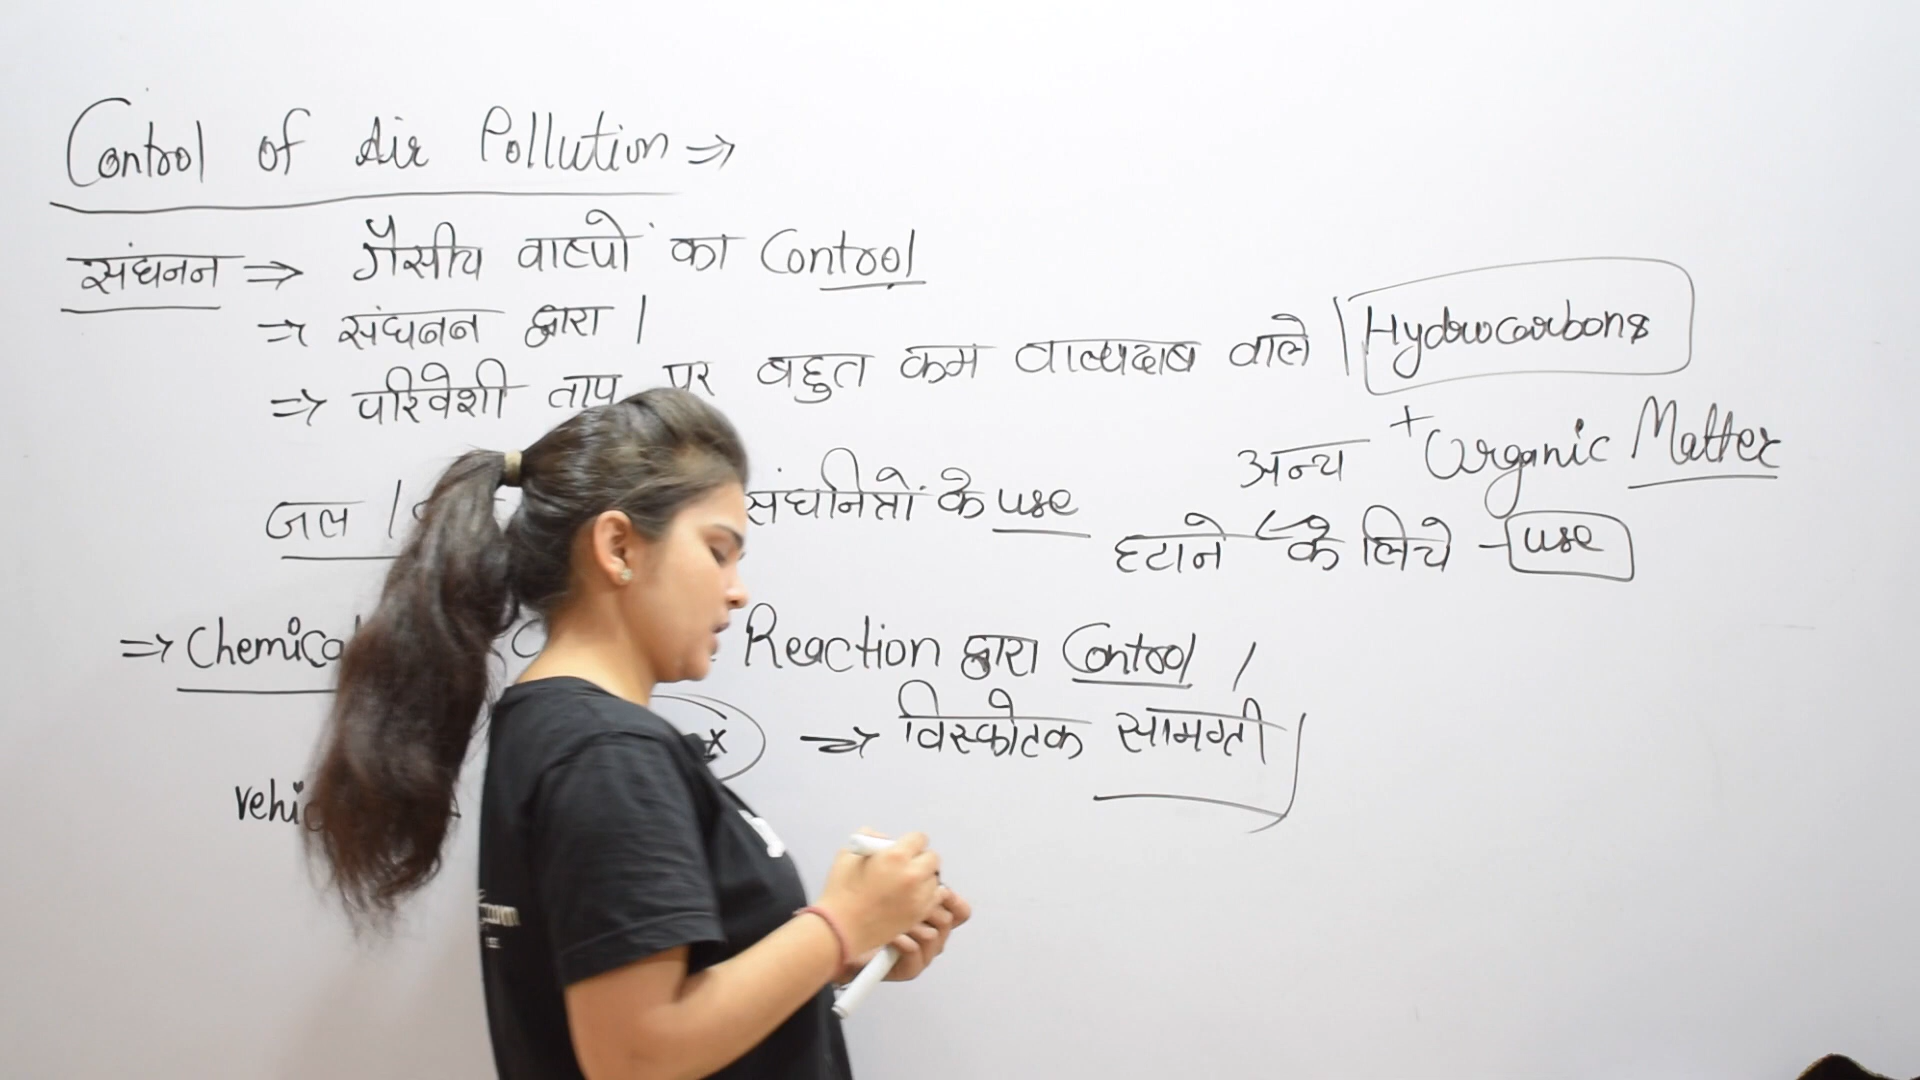 Control of Air Pollution ⇒
संघनन ⇒ गैसीय वाष्पों का Control
⇒ संघनन द्वारा |
⇒ परिवेशी ताप पर बहुत कम वाष्पदाब वाले | Hydrocarbons
+ अन्य Organic Matter
जल / संघनित्रों के use
हटाने के लिये - use
⇒ Chemical Reaction द्वारा Control |
x ⇒ विस्फोटक सामग्री